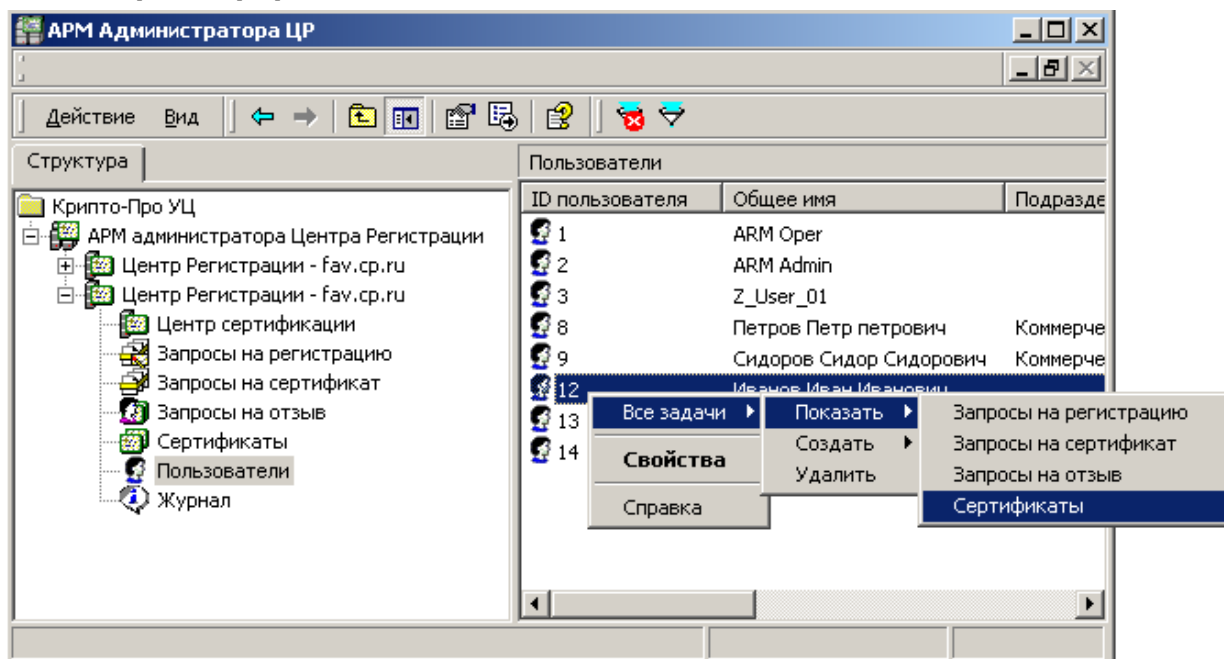 АРМ Администратора ЦР
Действие Вид
Структура
Пользователи
Крипто-Про УЦ
АРМ администратора Центра Регистрации
Центр Регистрации - fav.cp.ru
Центр Регистрации - fav.cp.ru
Центр сертификации
Запросы на регистрацию
Запросы на сертификат
Запросы на отзыв
Сертификаты
Пользователи
Журнал
ID пользователя Общее имя Подразде
1 ARM Oper
2 ARM Admin
3 Z_User_01
8 Петров Петр петрович Коммерче
9 Сидоров Сидор Сидорович Коммерче
12 Иванов Иван Иванович
13
14
Все задачи
Свойства
Справка
Показать
Создать
Удалить
Запросы на регистрацию
Запросы на сертификат
Запросы на отзыв
Сертификаты